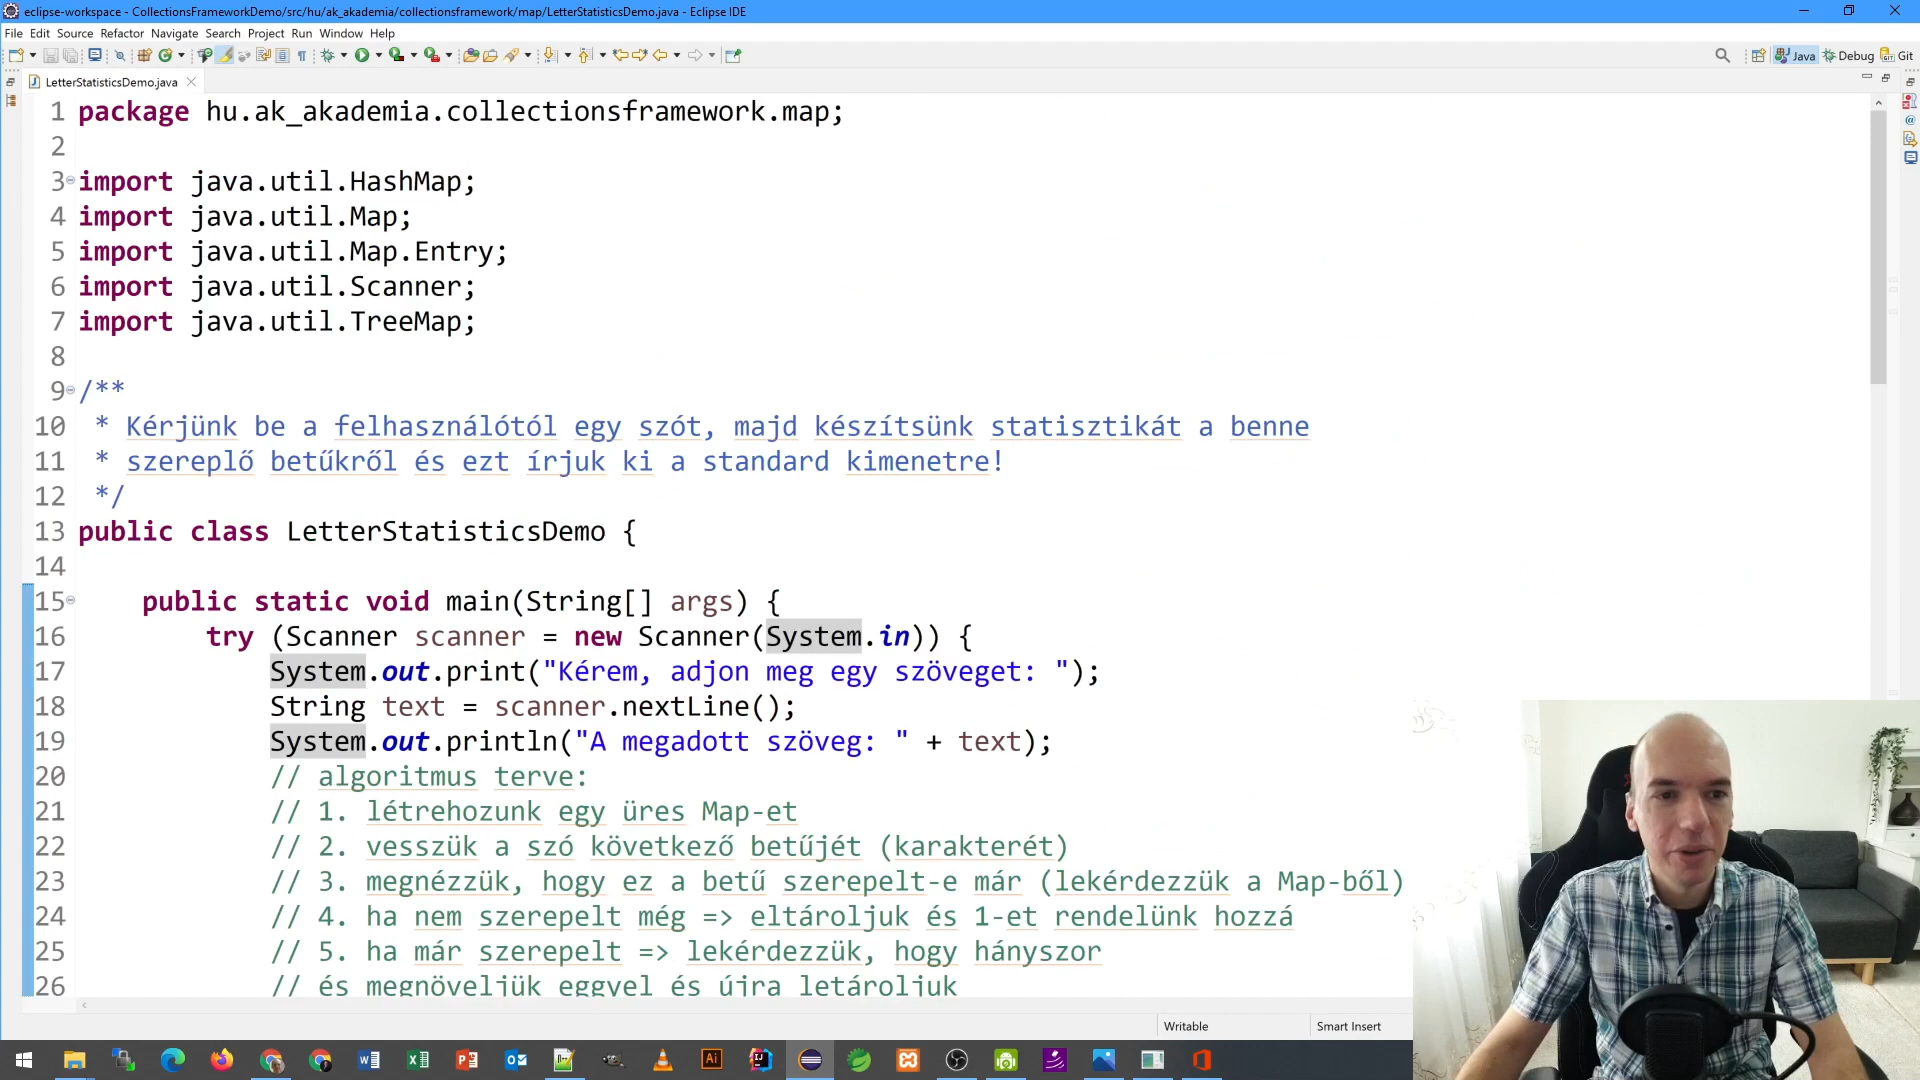 eclipse-workspace - CollectionsFrameworkDemo/src/hu/ak_akademia/collectionsframework/map/LetterStatisticsDemo.java - Eclipse IDE
File Edit Source Refactor Navigate Search Project Run Window Help
Java Debug Git
LetterStatisticsDemo.java
1 package hu.ak_akademia.collectionsframework.map;
2
3 import java.util.HashMap;
4 import java.util.Map;
5 import java.util.Map.Entry;
6 import java.util.Scanner;
7 import java.util.TreeMap;
8
9 /**
10 * Kérjünk be a felhasználótól egy szót, majd készítsünk statisztikát a benne
11 * szereplő betűkről és ezt írjuk ki a standard kimenetre!
12 */
13 public class LetterStatisticsDemo {
14
15 public static void main(String[] args) {
16 try (Scanner scanner = new Scanner(System.in)) {
17 System.out.print("Kérem, adjon meg egy szöveget: ");
18 String text = scanner.nextLine();
19 System.out.println("A megadott szöveg: " + text);
20 // algoritmus terve:
21 // 1. létrehozunk egy üres Map-et
22 // 2. vesszük a szó következő betűjét (karakterét)
23 // 3. megnézzük, hogy ez a betű szerepelt-e már (lekérdezzük a Map-ből)
24 // 4. ha nem szerepelt még => eltároljuk és 1-et rendelünk hozzá
25 // 5. ha már szerepelt => lekérdezzük, hogy hányszor
26 // és megnöveljük eggyel és újra letároljuk
Writable Smart Insert